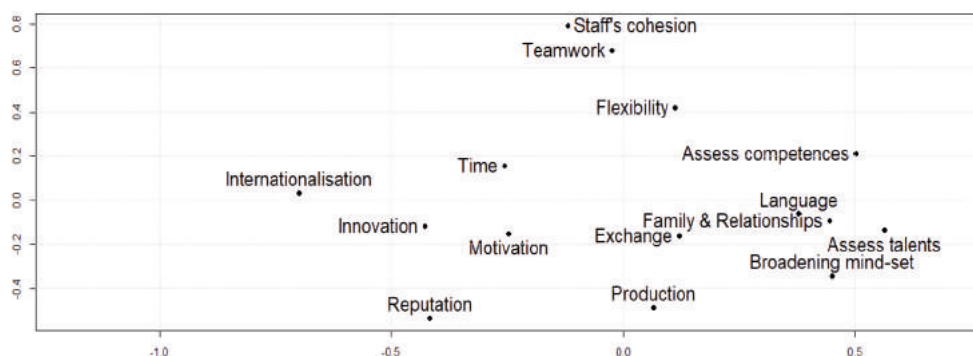 0.8
Staff's cohesion
Teamwork
0.6
Flexibility
0.4
Assess competences
0.2
Time
Internationalisation
0.0
Language
Innovation
Family & Relationships
Exchange
-0.2
Motivation
Assess talents
Broadening mind-set
-0.4
Production
Reputation
-1.0 -0.5 0.0 0.5